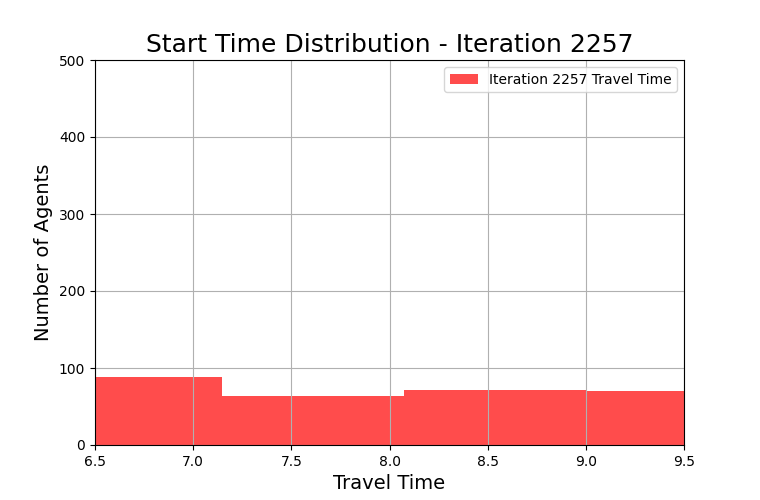 Start Time Distribution - Iteration 2257
Iteration 2257 Travel Time
Number of Agents
500
400
300
200
100
0
6.5 7.0 7.5 8.0 8.5 9.0 9.5
Travel Time